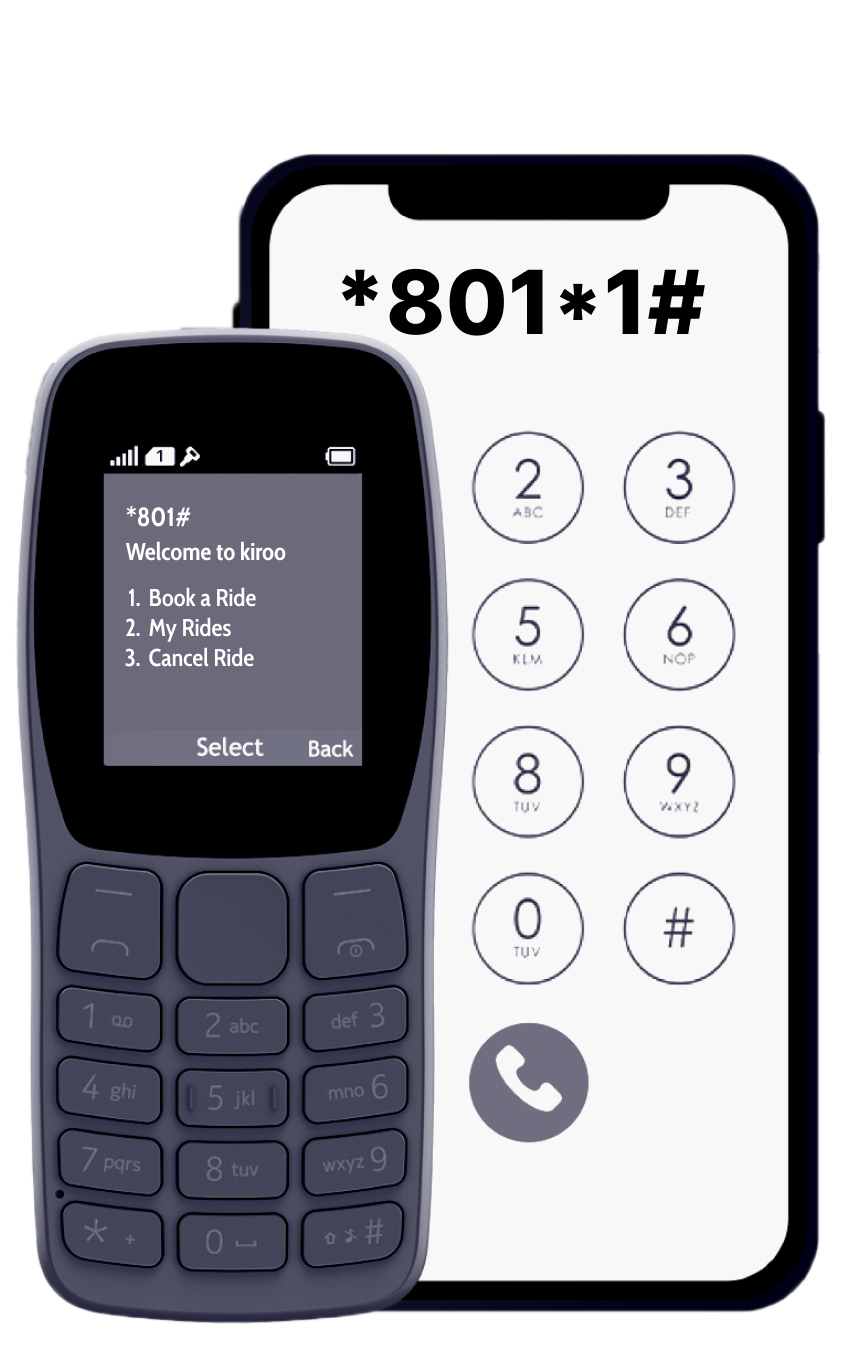 *801*1#
2
ABC
3
DEF
5
KLM
6
NOP
8
TUV
9
WXYZ
0
TUV
#
1
*801#
Welcome to kiroo
1. Book a Ride
2. My Rides
3. Cancel Ride
Select Back
1
2 abc
def 3
4 ghi
5 jkl
mno 6
7 pqrs
8 tuv
wxyz 9
* +
0
#